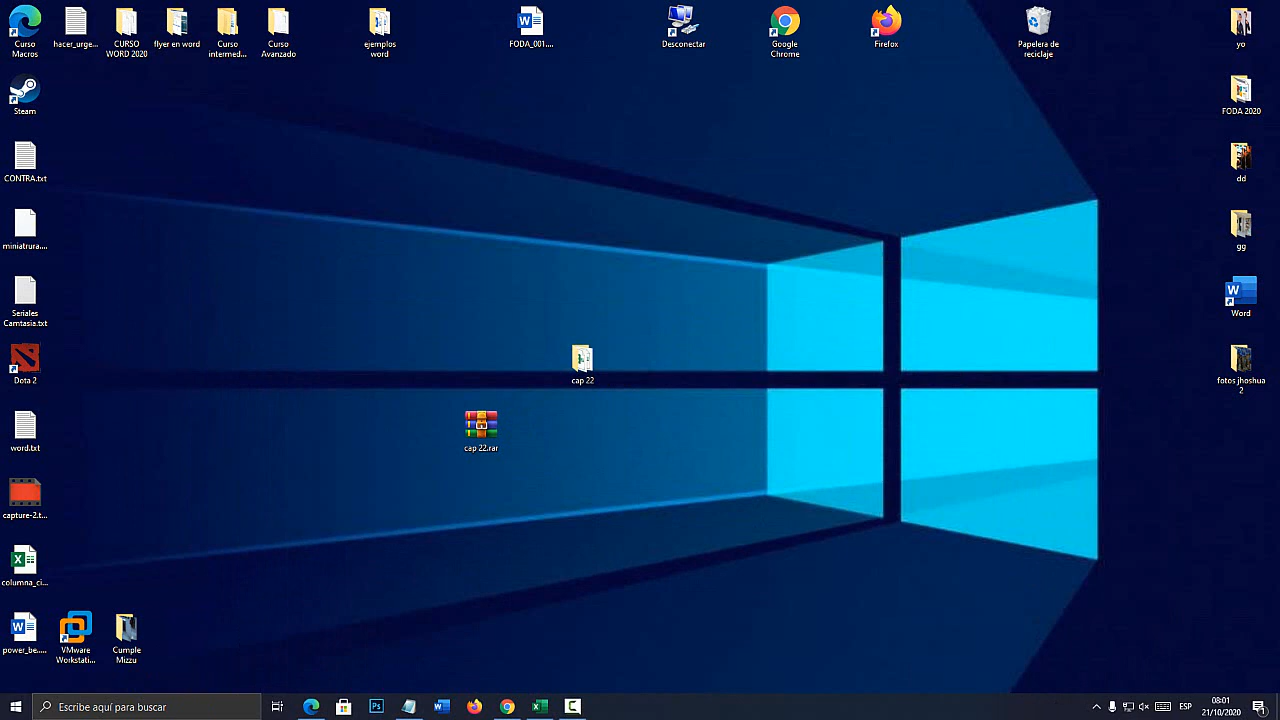 Curso
Macros
hacer_urge...
CURSO
WORD 2020
flyer en word
Curso
intermed...
Curso
Avanzado
ejemplos
word
FODA_001....
Desconectar
Google
Chrome
Firefox
Papelera de
reciclaje
yo
Steam
FODA 2020
CONTRA.txt
dd
miniatrura....
gg
Seriales
Camtasia.txt
Word
Dota 2
cap 22
fotos jhoshua
2
word.txt
cap 22.rar
capture-2.t...
columna_ci...
power_be....
VMware
Workstati...
Cumple
Mizzu
Escribe aquí para buscar
ESP
08:01
21/10/2020